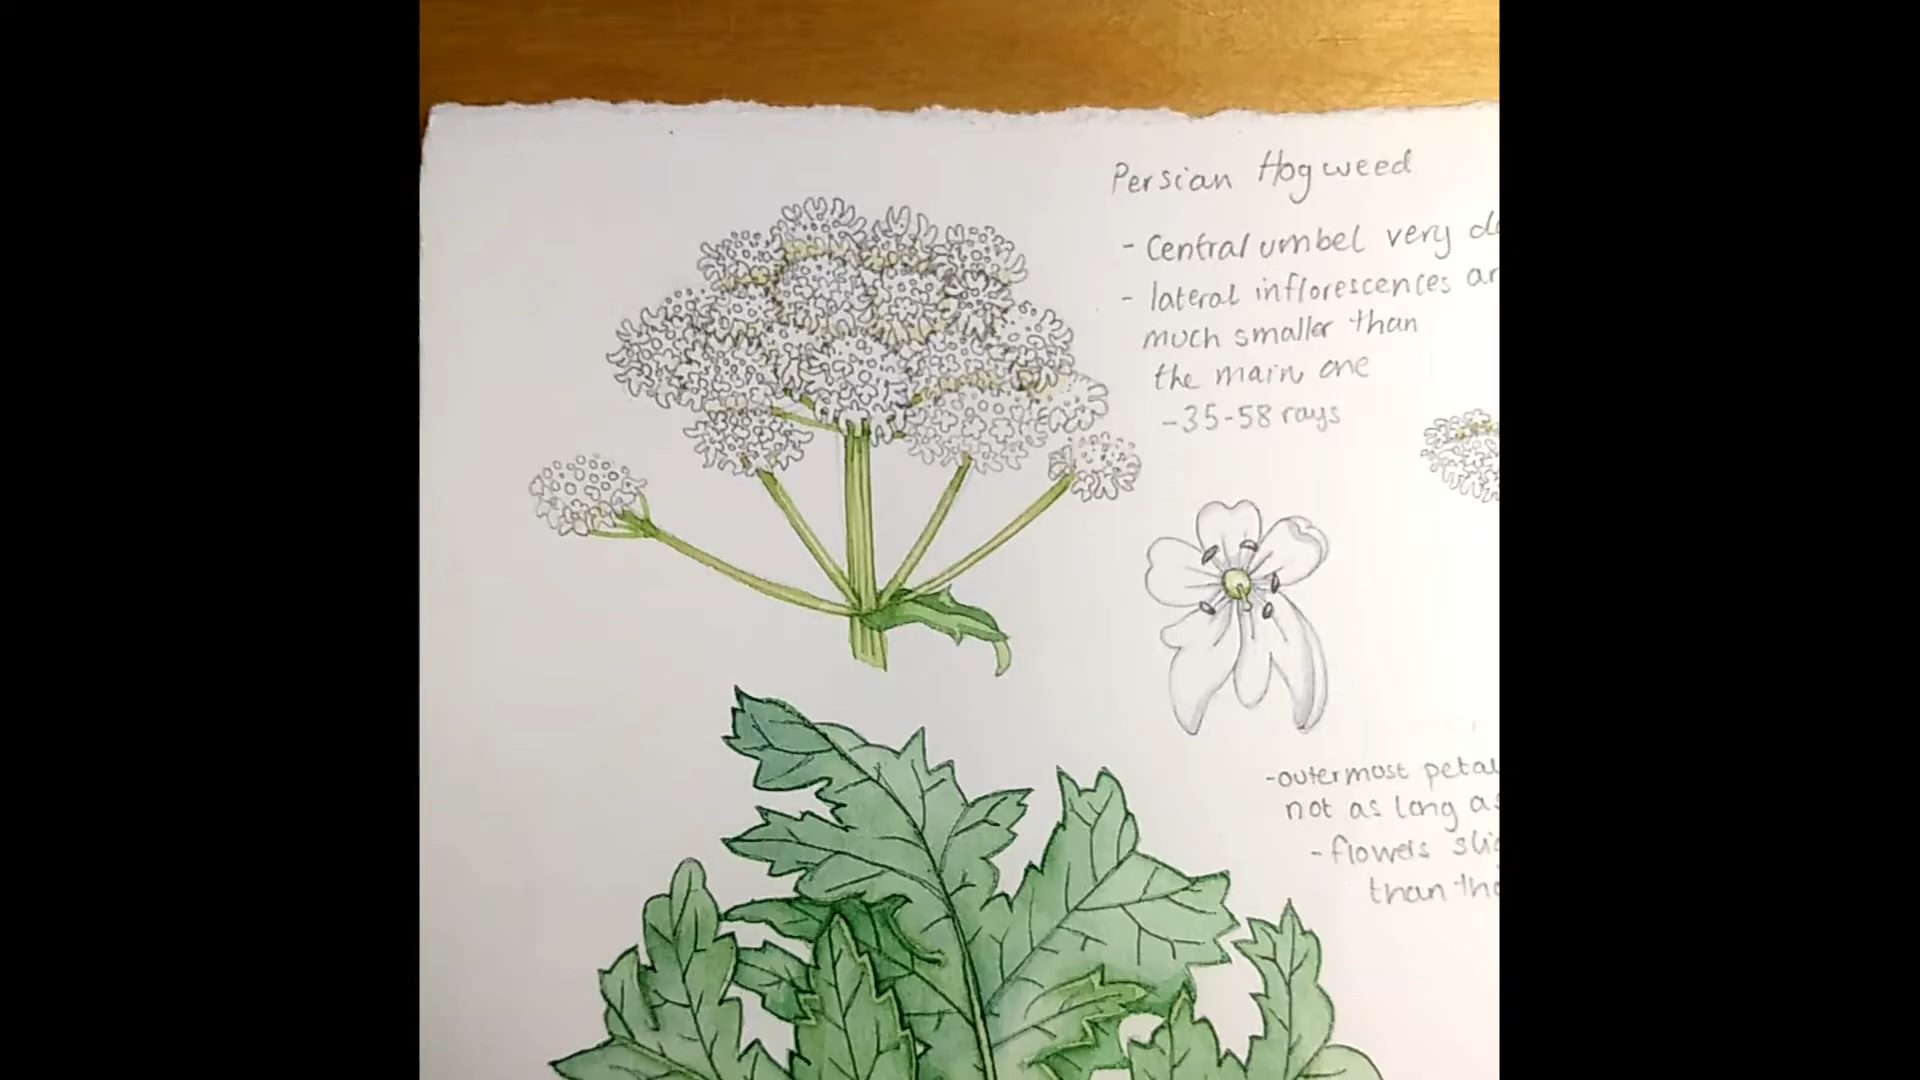 Persian Hogweed
- Central umbel very
- lateral inflorescences
much smaller than
the main one
- 35-58 rays
- outermost
not as long
- flowers
than